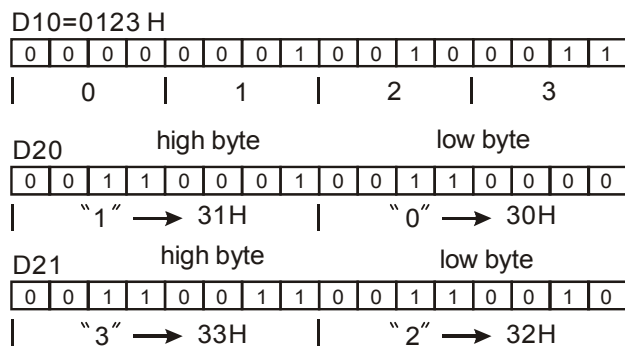 D10=0123 H
0 0 0 0 0 0 0 1 0 0 1 0 0 0 1 1
0 1 2 3
D20 high byte low byte
0 0 1 1 0 0 0 1 0 0 1 1 0 0 0 0
“1” → 31H “0” → 30H
D21 high byte low byte
0 0 1 1 0 0 1 1 0 0 1 1 0 0 1 0
“3” → 33H “2” → 32H